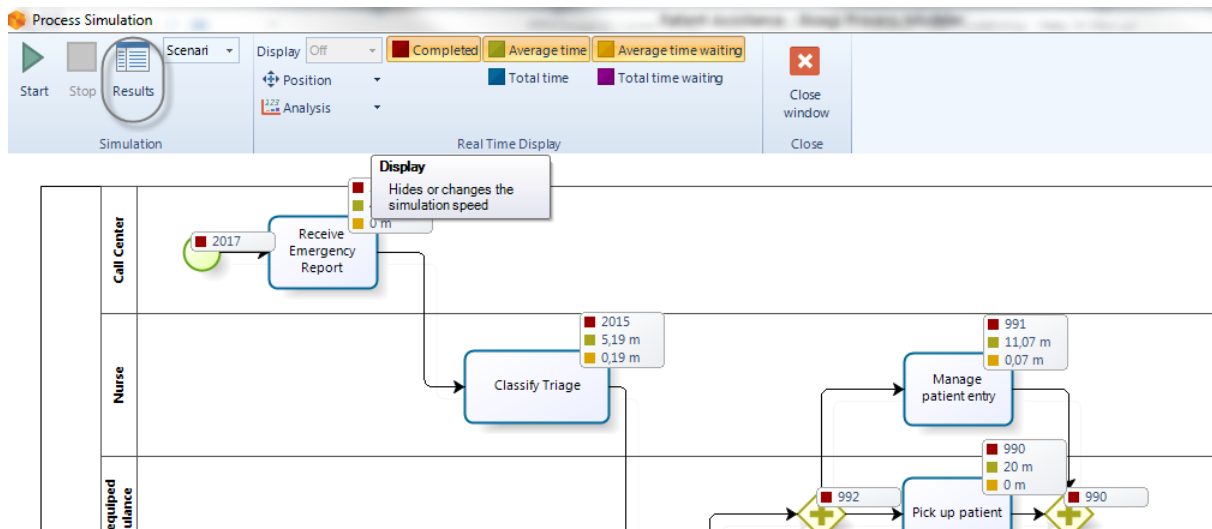 Process Simulation
Start
Stop
Results
Scenari
Simulation
Display Off
Position
123
Analysis
Completed Average time Average time waiting
Total time Total time waiting
Real Time Display
Close
window
Close
Display
Hides or changes the
simulation speed
0 m
Call Center
2017
Receive
Emergency
Report
Nurse
2015
5,19 m
0,19 m
Classify Triage
991
11,07 m
0,07 m
Manage
patient entry
equiped
ulance
990
20 m
0 m
992
Pick up patient
990